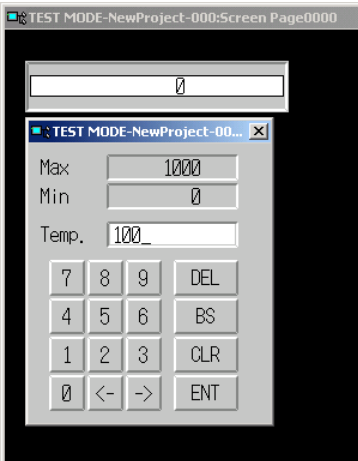 TEST MODE-NewProject-000:Screen Page0000
0
TEST MODE-NewProject-00...
Max 1000
Min 0
Temp. 100_
7 8 9 DEL
4 5 6 BS
1 2 3 CLR
0 <- -> ENT